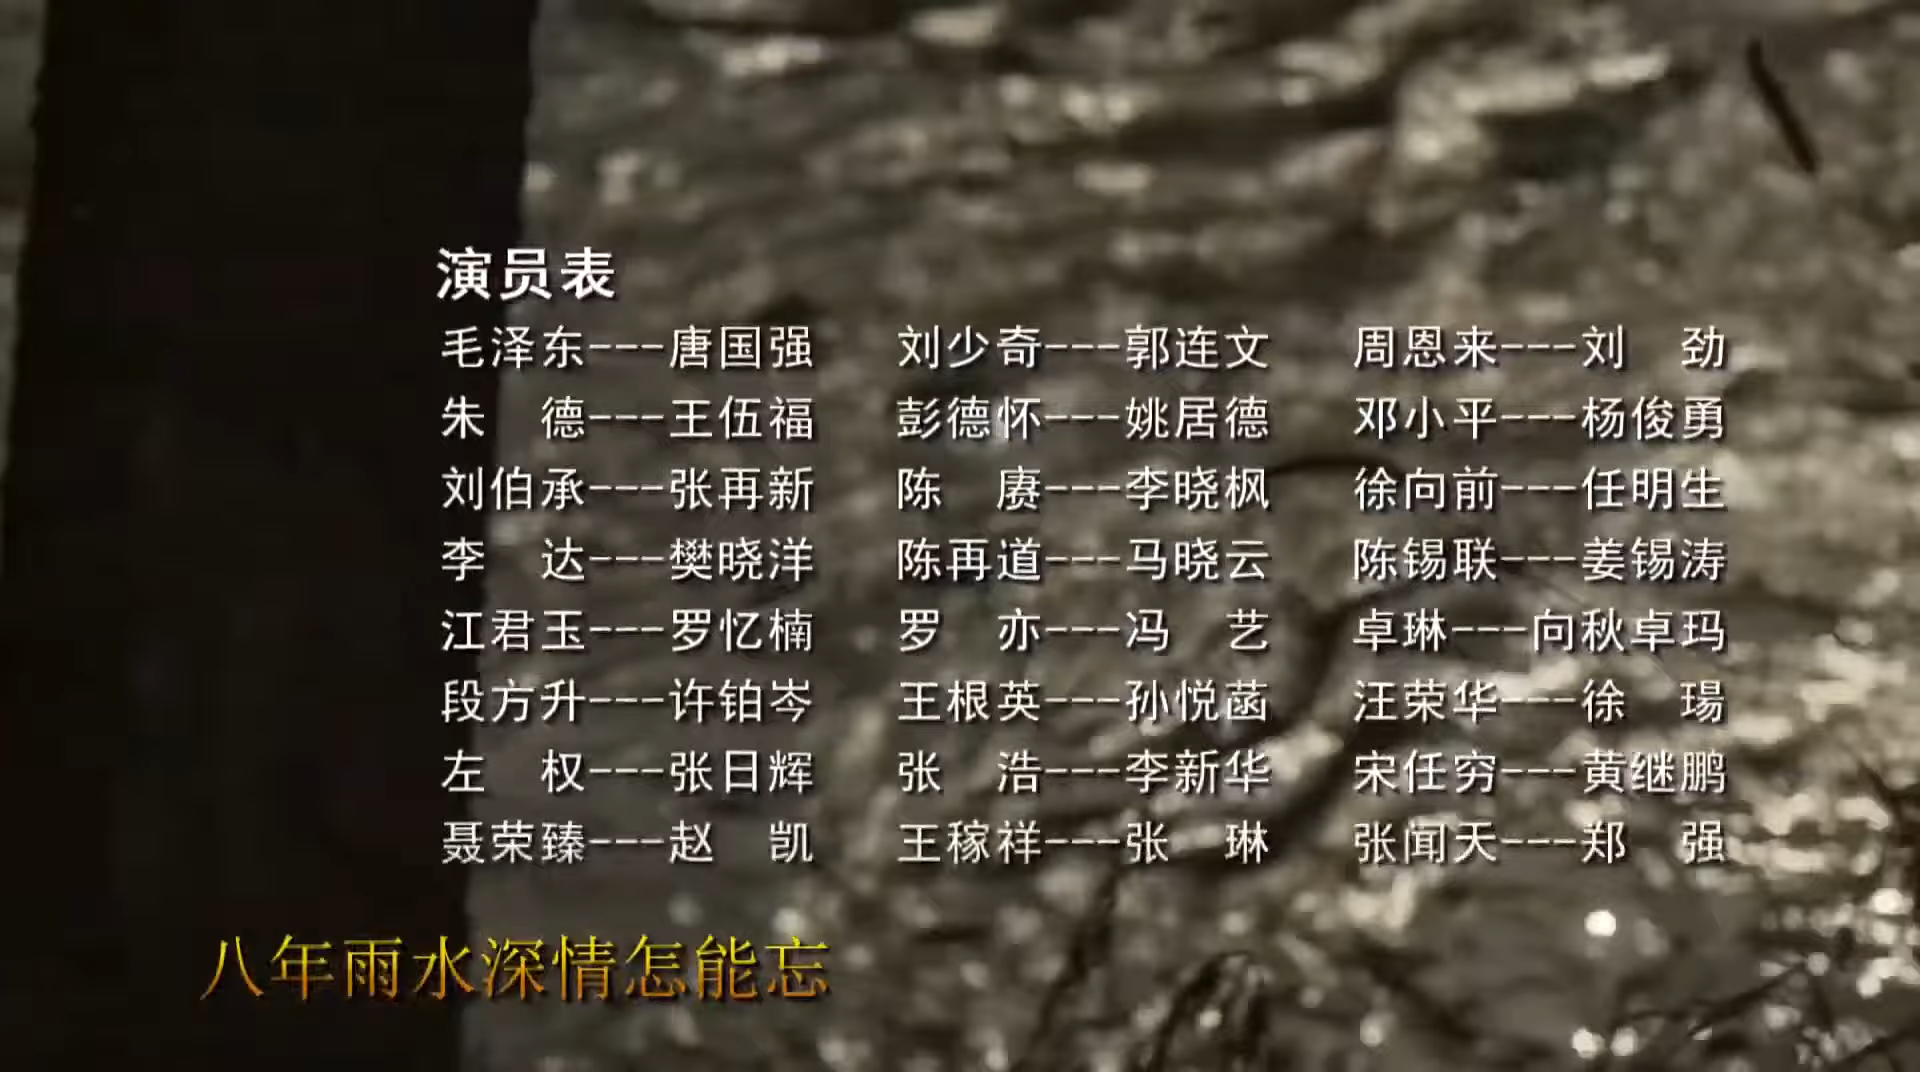 演员表
毛泽东---唐国强 刘少奇---郭连文 周恩来---刘 劲
朱 德---王伍福 彭德怀---姚居德 邓小平---杨俊勇
刘伯承---张再新 陈 赓---李晓枫 徐向前---任明生
李 达---樊晓洋 陈再道---马晓云 陈锡联---姜锡涛
江君玉---罗忆楠 罗 亦---冯 艺 卓琳---向秋卓玛
段方升---许铂岑 王根英---孙悦菡 汪荣华---徐 瑒
左 权---张日辉 张 浩---李新华 宋任穷---黄继鹏
聂荣臻---赵 凯 王稼祥---张 琳 张闻天---郑 强
八年雨水深情怎能忘